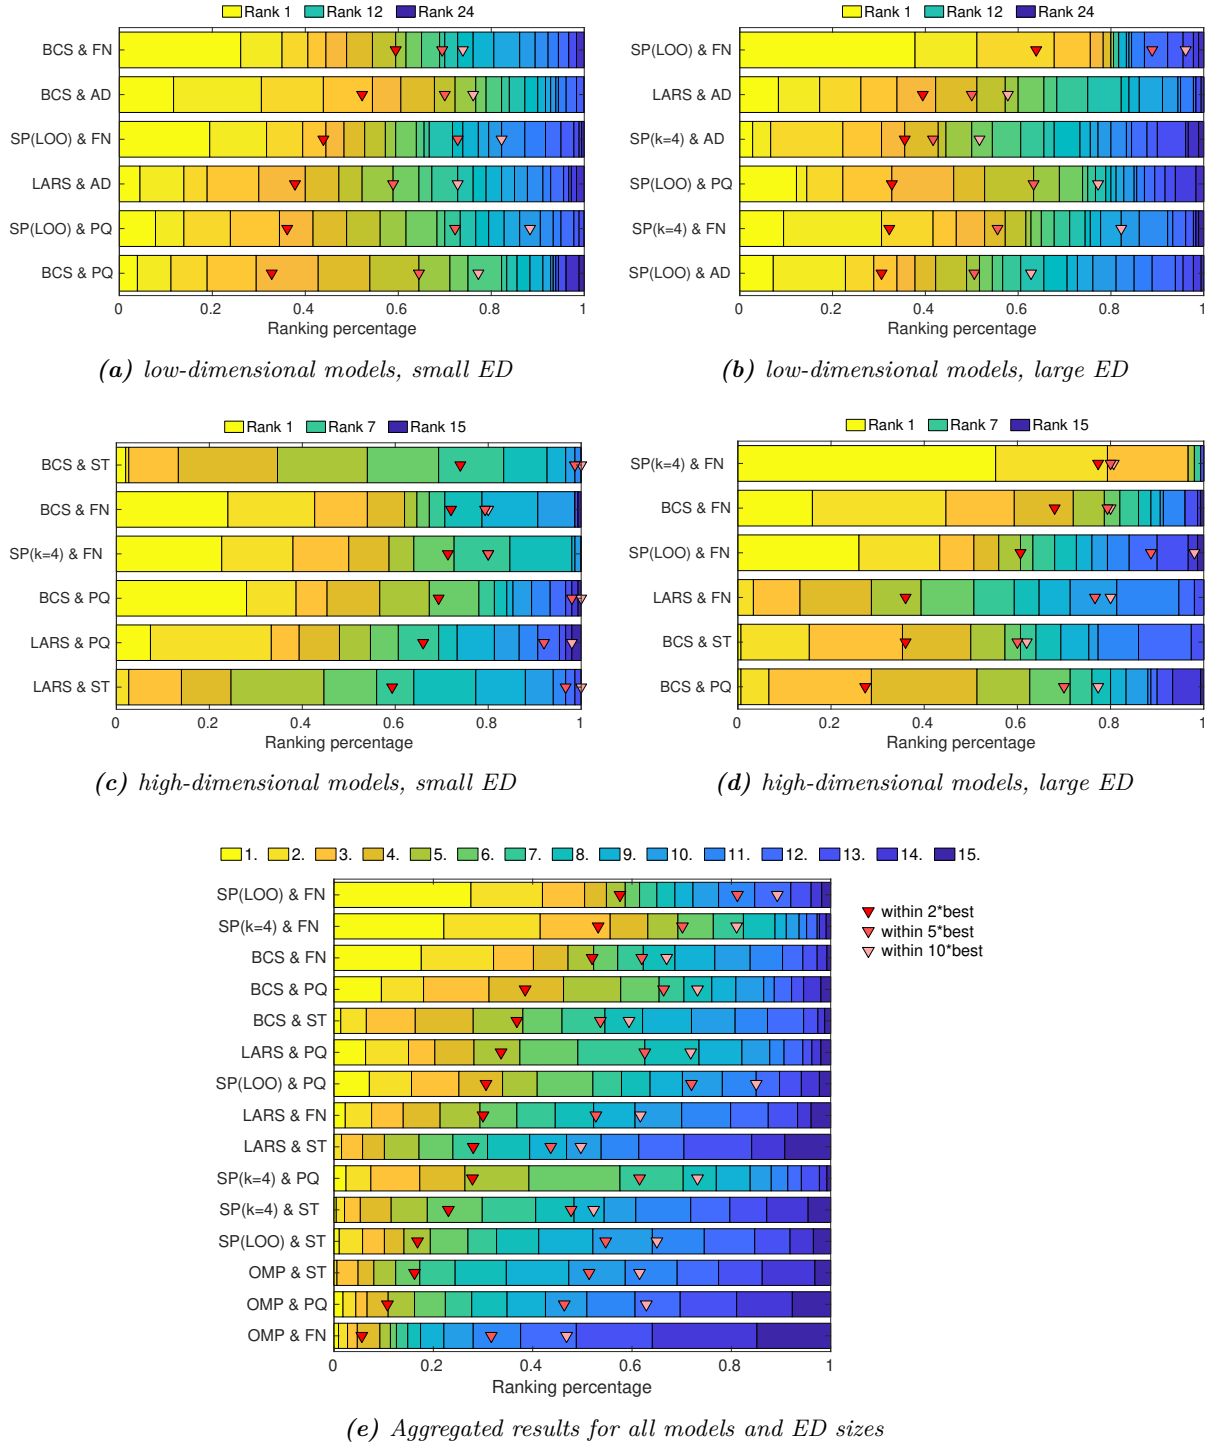 Rank 1 Rank 12 Rank 24
BCS & FN
BCS & AD
SP(LOO) & FN
LARS & AD
SP(LOO) & PQ
BCS & PQ
0 0.2 0.4 0.6 0.8 1
Ranking percentage
(a) low-dimensional models, small ED
Rank 1 Rank 12 Rank 24
SP(LOO) & FN
LARS & AD
SP(k=4) & AD
SP(LOO) & PQ
SP(k=4) & FN
SP(LOO) & AD
0 0.2 0.4 0.6 0.8 1
Ranking percentage
(b) low-dimensional models, large ED
Rank 1 Rank 7 Rank 15
BCS & ST
BCS & FN
SP(k=4) & FN
BCS & PQ
LARS & PQ
LARS & ST
0 0.2 0.4 0.6 0.8 1
Ranking percentage
(c) high-dimensional models, small ED
Rank 1 Rank 7 Rank 15
SP(k=4) & FN
BCS & FN
SP(LOO) & FN
LARS & FN
BCS & ST
BCS & PQ
0 0.2 0.4 0.6 0.8 1
Ranking percentage
(d) high-dimensional models, large ED
1. 2. 3. 4. 5. 6. 7. 8. 9. 10. 11. 12. 13. 14. 15.
SP(LOO) & FN
SP(k=4) & FN
BCS & FN
BCS & PQ
BCS & ST
LARS & PQ
SP(LOO) & PQ
LARS & FN
LARS & ST
SP(k=4) & PQ
SP(k=4) & ST
SP(LOO) & ST
OMP & ST
OMP & PQ
OMP & FN
0 0.2 0.4 0.6 0.8 1
Ranking percentage
within 2*best
within 5*best
within 10*best
(e) Aggregated results for all models and ED sizes